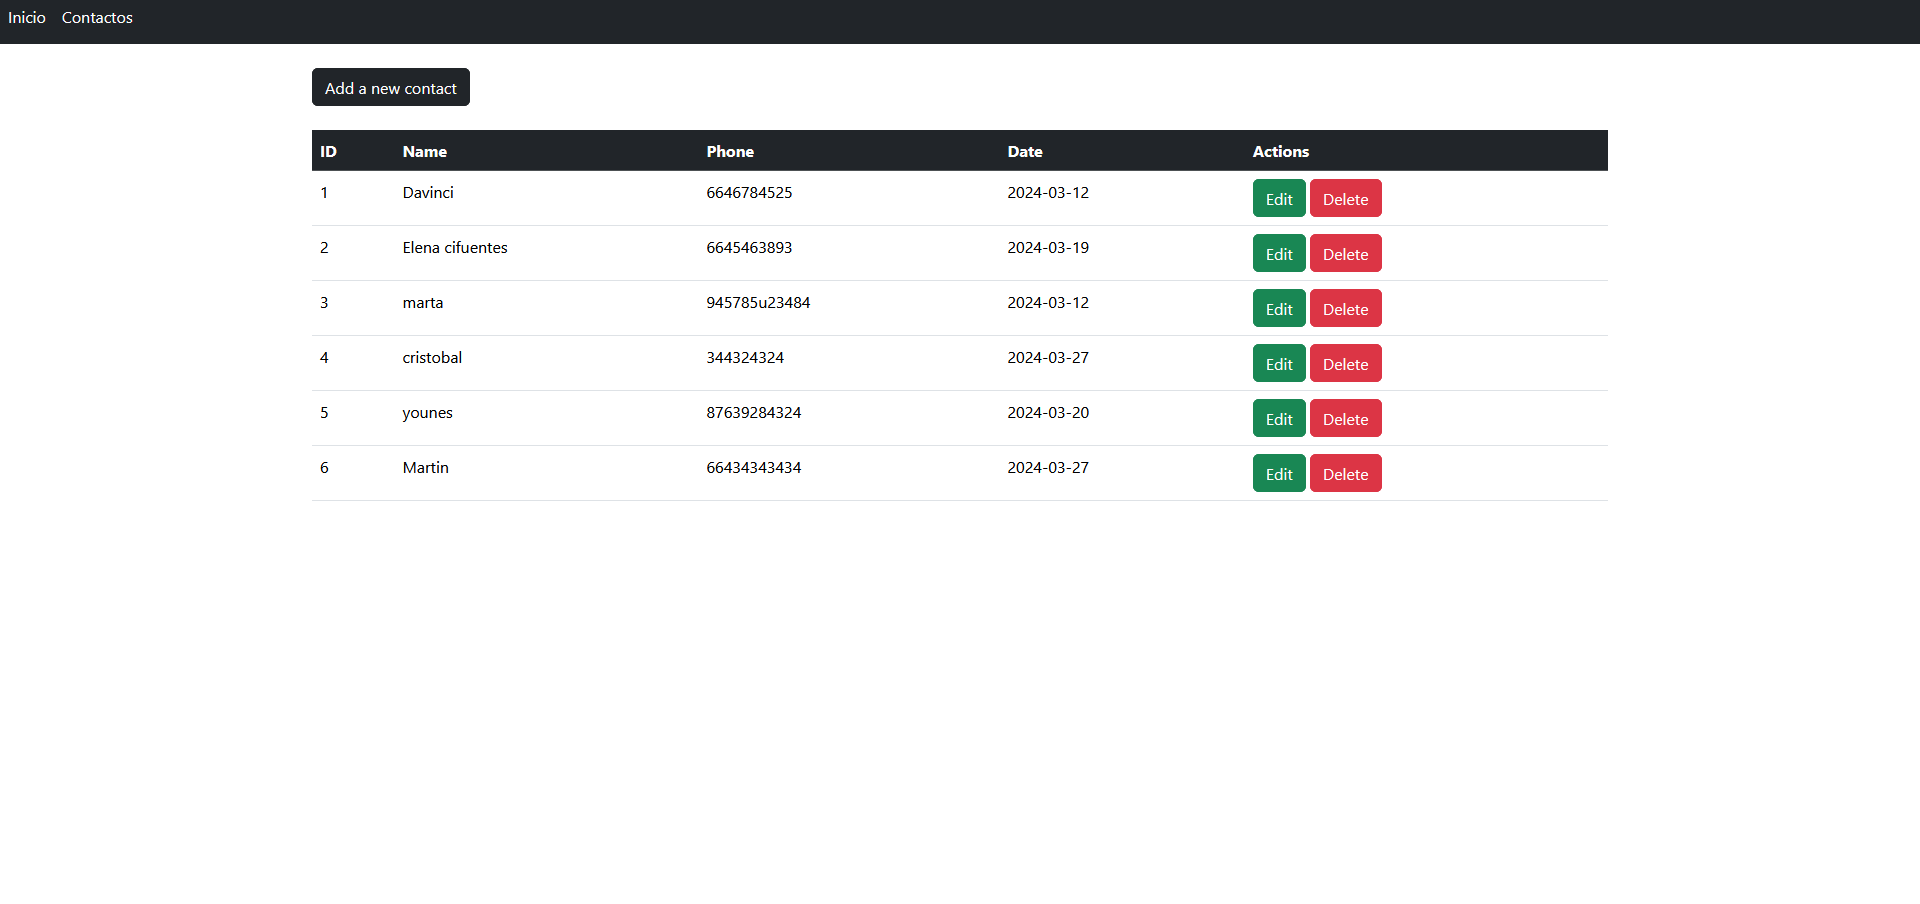 Inicio Contactos
Add a new contact
ID Name Phone Date Actions
1 Davinci 6646784525 2024-03-12 Edit Delete
2 Elena cifuentes 6645463893 2024-03-19 Edit Delete
3 marta 945785u23484 2024-03-12 Edit Delete
4 cristobal 344324324 2024-03-27 Edit Delete
5 younes 87639284324 2024-03-20 Edit Delete
6 Martin 66434343434 2024-03-27 Edit Delete